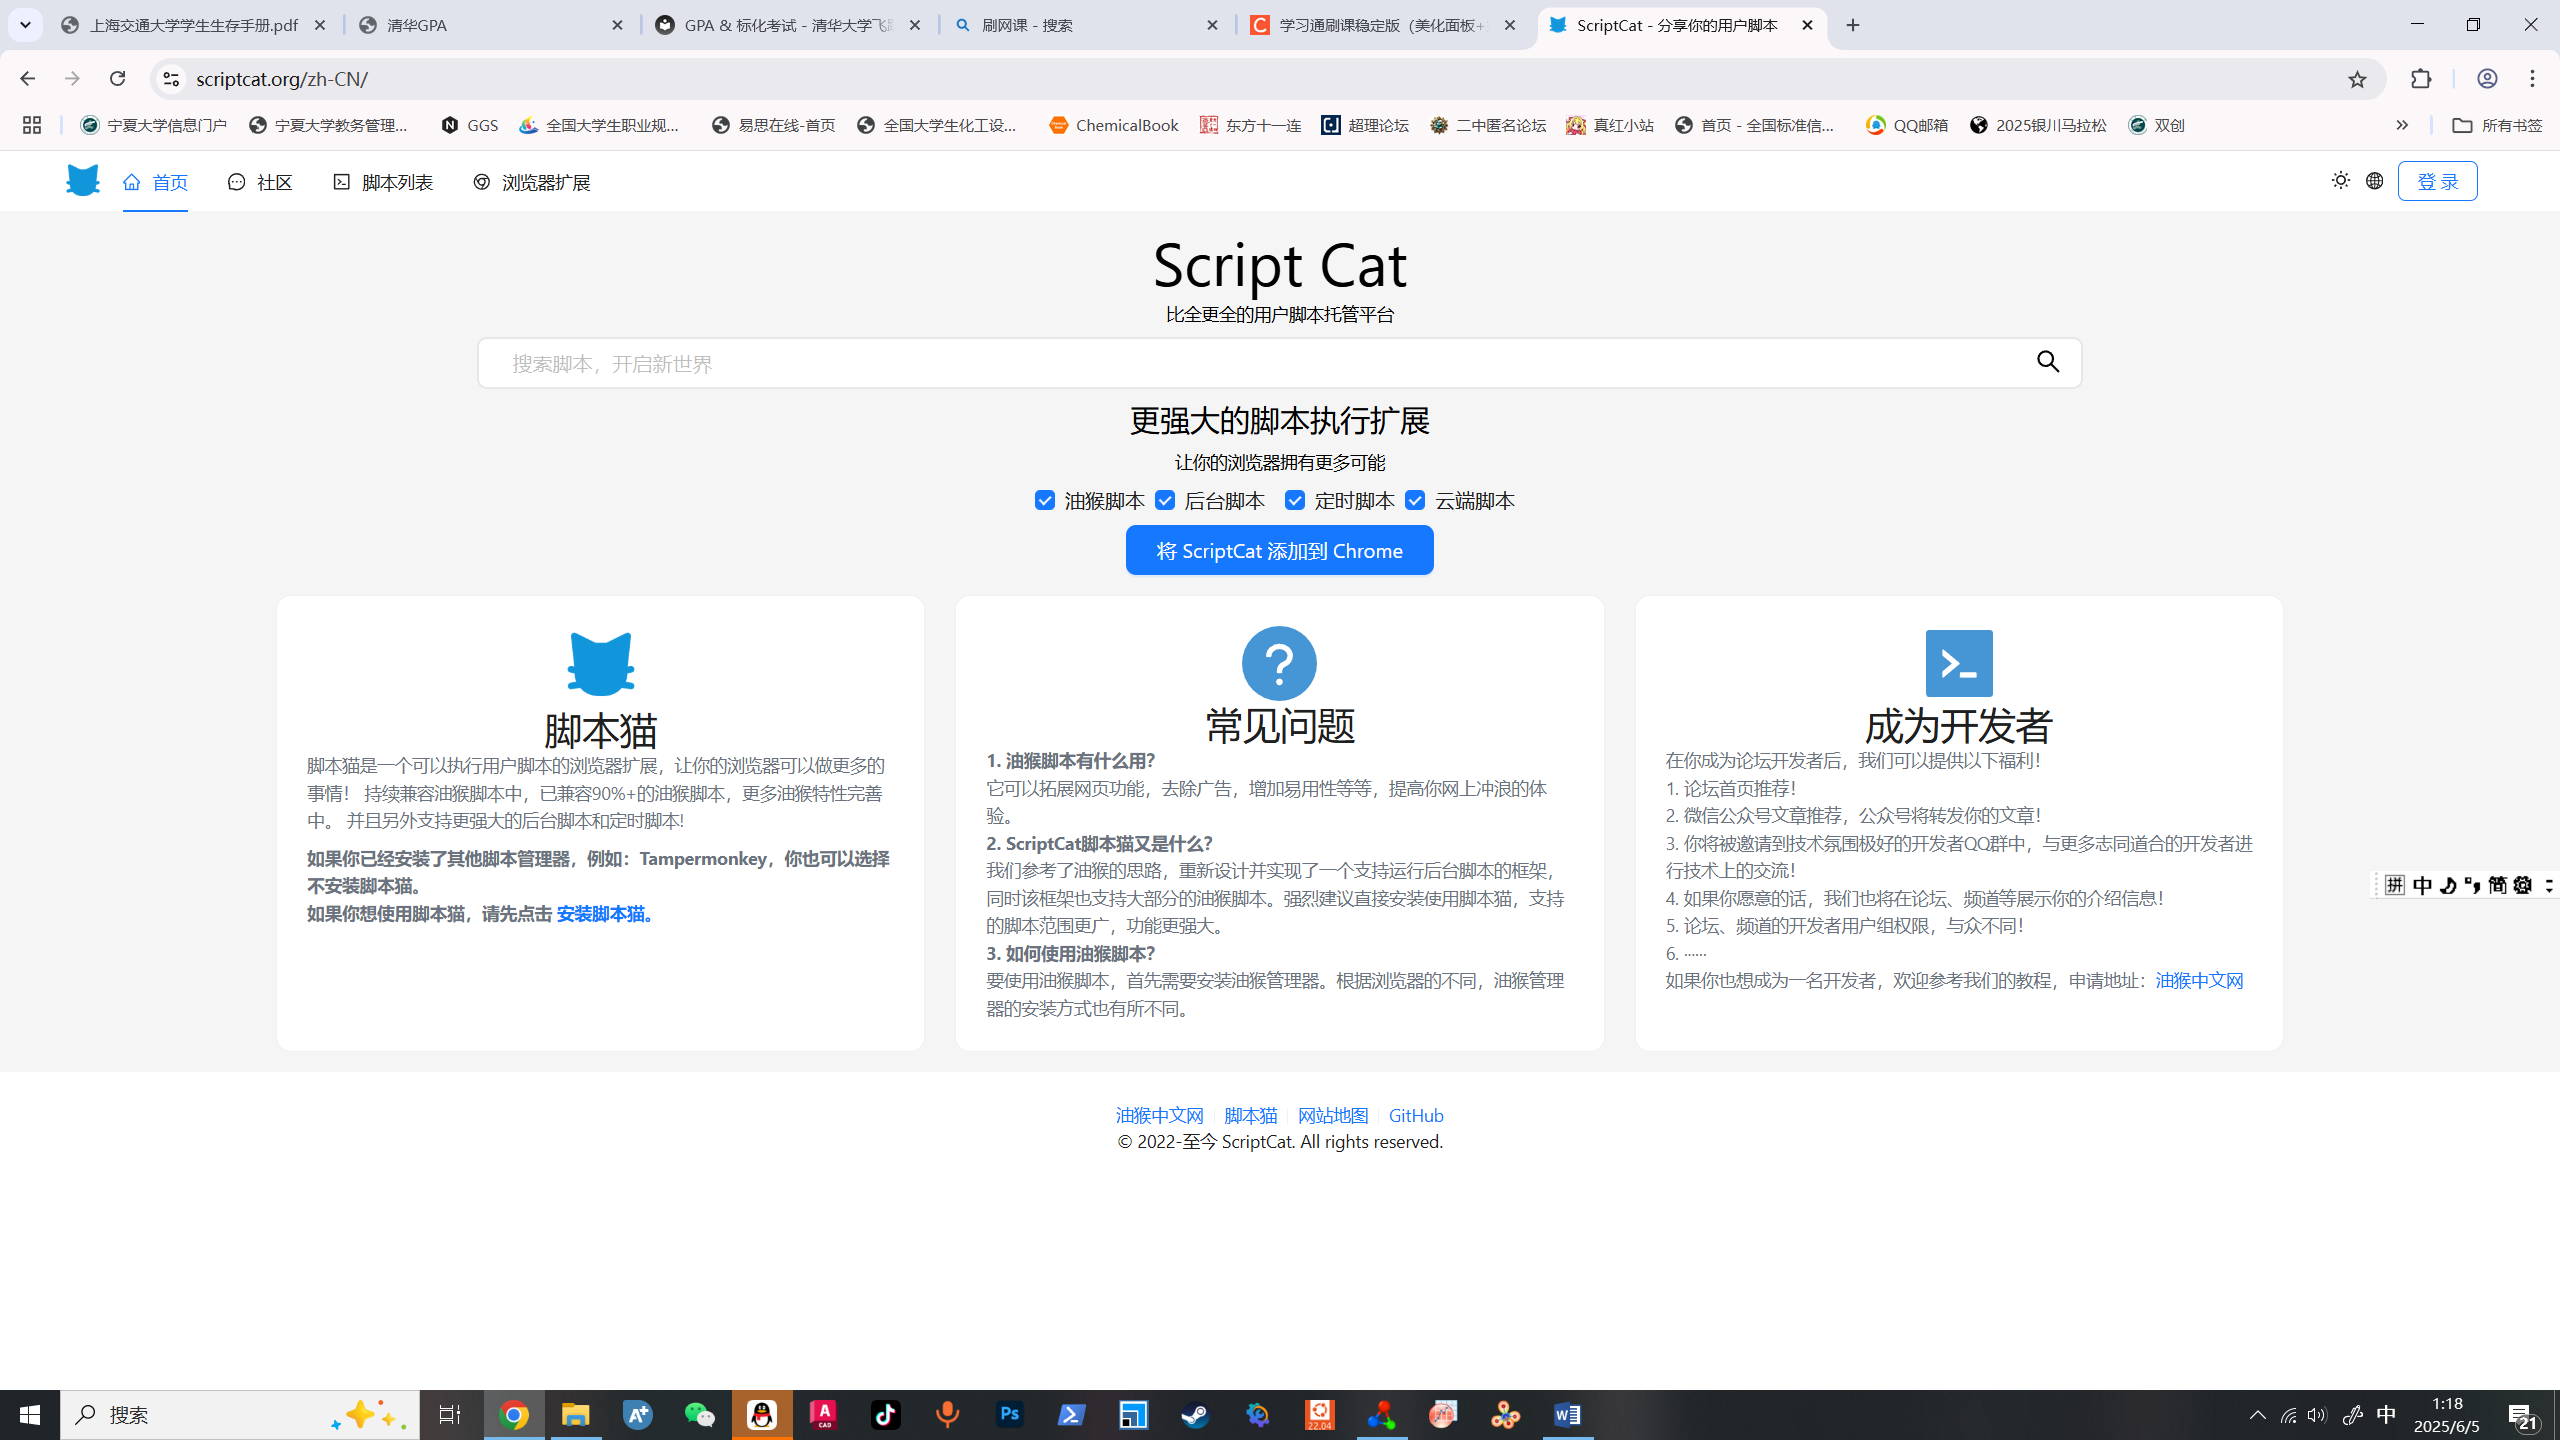 上海交通大学学生生存手册.pdf
清华GPA
GPA & 标化考试 - 清华大学飞
刷网课 - 搜索
学习通刷课稳定版（美化面板+
ScriptCat - 分享你的用户脚本
scriptcat.org/zh-CN/
宁夏大学信息门户
宁夏大学教务管理...
GGS
全国大学生职业规...
易思在线-首页
全国大学生化工设...
ChemicalBook
东方十一连
超理论坛
二中匿名论坛
真红小站
首页 - 全国标准信...
QQ邮箱
2025银川马拉松
双创
所有书签
首页
社区
脚本列表
浏览器扩展
登 录
Script Cat
比全更全的用户脚本托管平台
搜索脚本，开启新世界
更强大的脚本执行扩展
让你的浏览器拥有更多可能
油猴脚本 后台脚本 定时脚本 云端脚本
将 ScriptCat 添加到 Chrome
脚本猫
脚本猫是一个可以执行用户脚本的浏览器扩展，让你的浏览器可以做更多的
事情！ 持续兼容油猴脚本中，已兼容90%+的油猴脚本，更多油猴特性完善
中。 并且另外支持更强大的后台脚本和定时脚本!
如果你已经安装了其他脚本管理器，例如：Tampermonkey，你也可以选择
不安装脚本猫。
如果你想使用脚本猫，请先点击 安装脚本猫。
常见问题
1. 油猴脚本有什么用？
它可以拓展网页功能，去除广告，增加易用性等等，提高你网上冲浪的体
验。
2. ScriptCat脚本猫又是什么？
我们参考了油猴的思路，重新设计并实现了一个支持运行后台脚本的框架，
同时该框架也支持大部分的油猴脚本。强烈建议直接安装使用脚本猫，支持
的脚本范围更广，功能更强大。
3. 如何使用油猴脚本？
要使用油猴脚本，首先需要安装油猴管理器。根据浏览器的不同，油猴管理
器的安装方式也有所不同。
成为开发者
在你成为论坛开发者后，我们可以提供以下福利！
1. 论坛首页推荐！
2. 微信公众号文章推荐，公众号将转发你的文章！
3. 你将被邀请到技术氛围极好的开发者QQ群中，与更多志同道合的开发者进
行技术上的交流！
4. 如果你愿意的话，我们也将在论坛、频道等展示你的介绍信息！
5. 论坛、频道的开发者用户组权限，与众不同！
6. ······
如果你也想成为一名开发者，欢迎参考我们的教程，申请地址：油猴中文网
拼 中 简
油猴中文网
脚本猫
网站地图
GitHub
© 2022-至今 ScriptCat. All rights reserved.
搜索
A CAD
Ps
22.04
中
1:18
2025/6/5
21